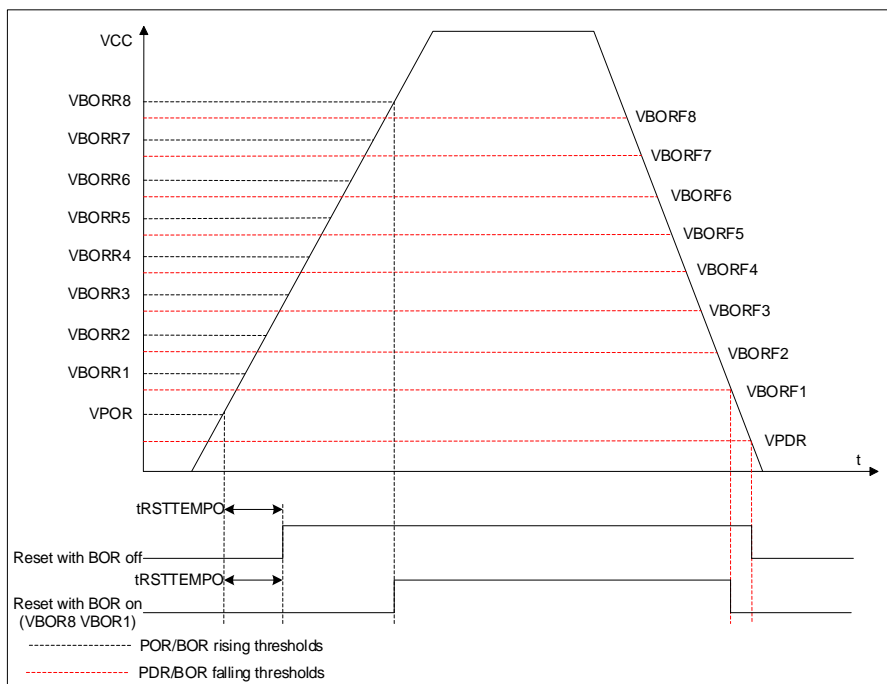 VCC
VBORR8
VBORR7
VBORR6
VBORR5
VBORR4
VBORR3
VBORR2
VBORR1
VPOR
VBORF8
VBORF7
VBORF6
VBORF5
VBORF4
VBORF3
VBORF2
VBORF1
VPDR
t
tRSTTEMPO
Reset with BOR off
tRSTTEMPO
Reset with BOR on
(VBOR8 VBOR1)
POR/BOR rising thresholds
PDR/BOR falling thresholds